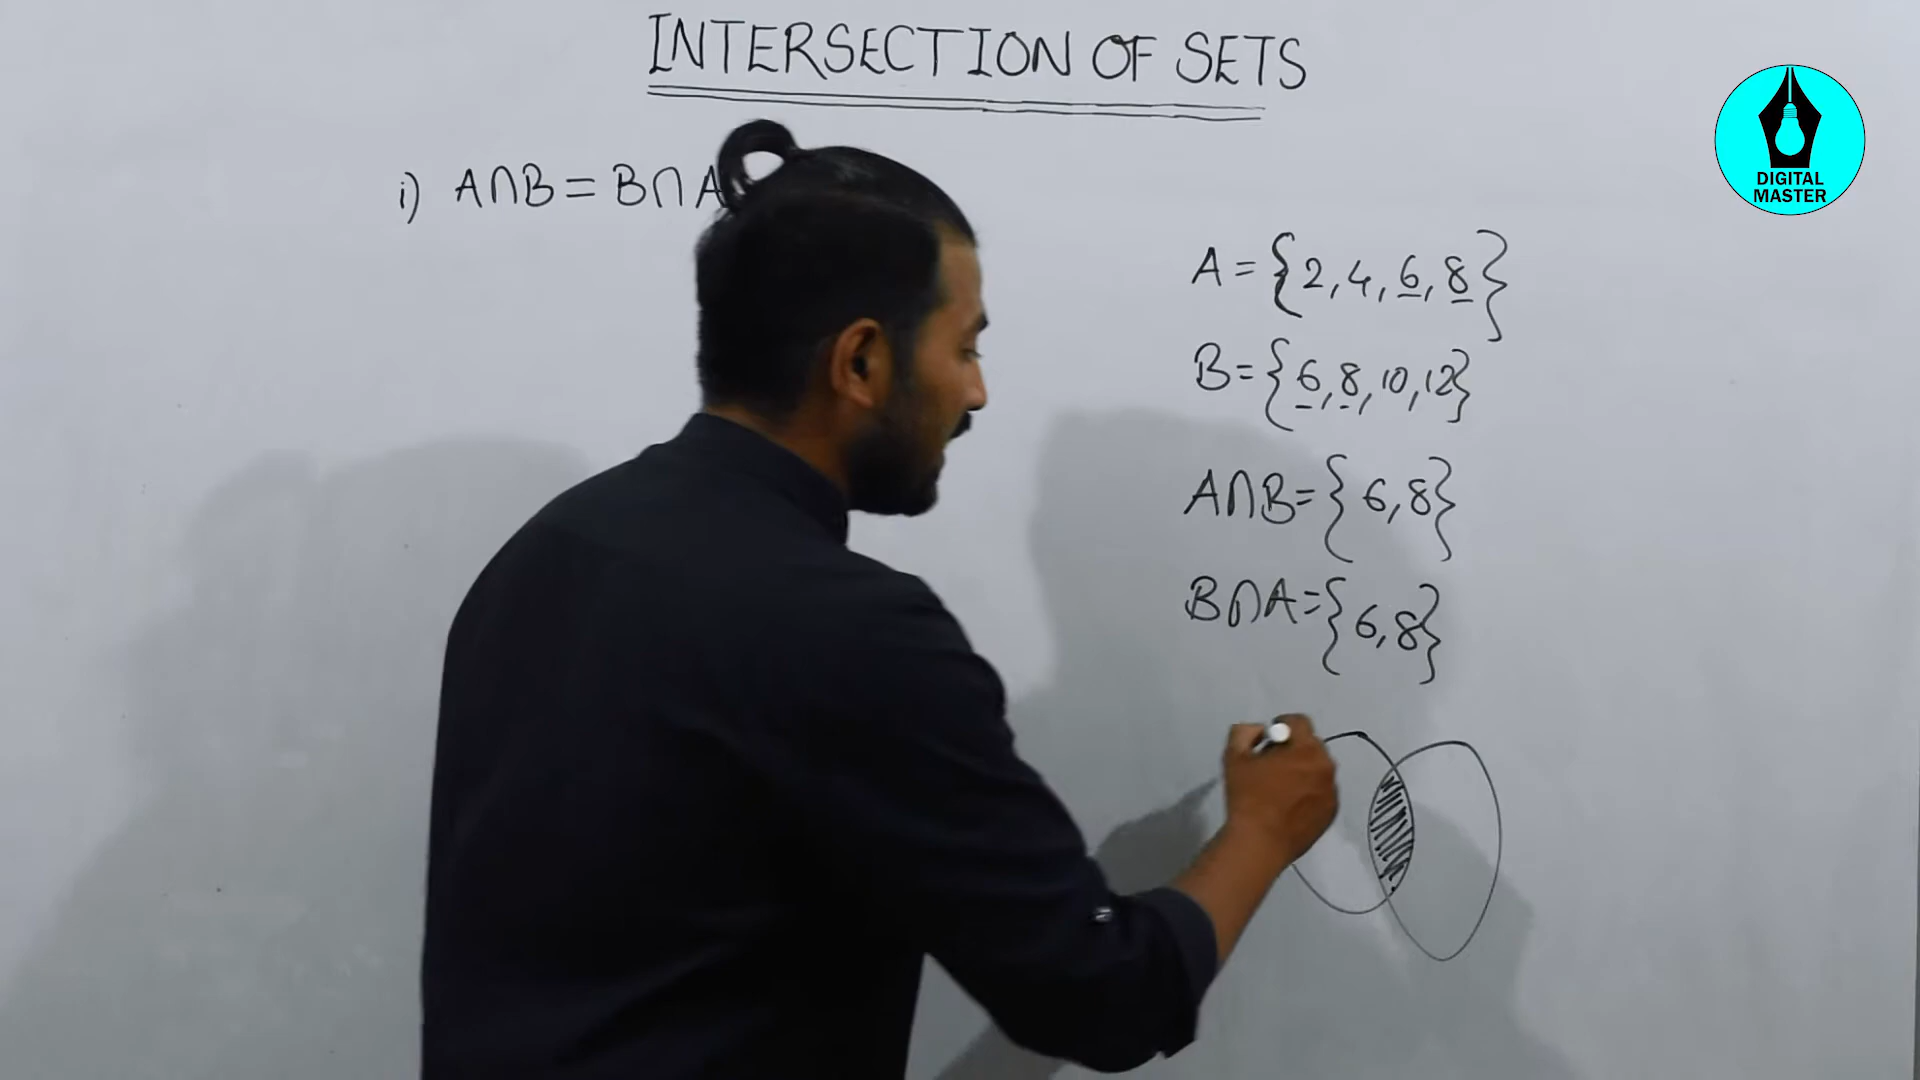 INTERSECTION OF SETS
i) A∩B = B∩A
A = {2, 4, 6, 8}
B = {6, 8, 10, 12}
A∩B = {6, 8}
B∩A = {6, 8}
DIGITAL
MASTER